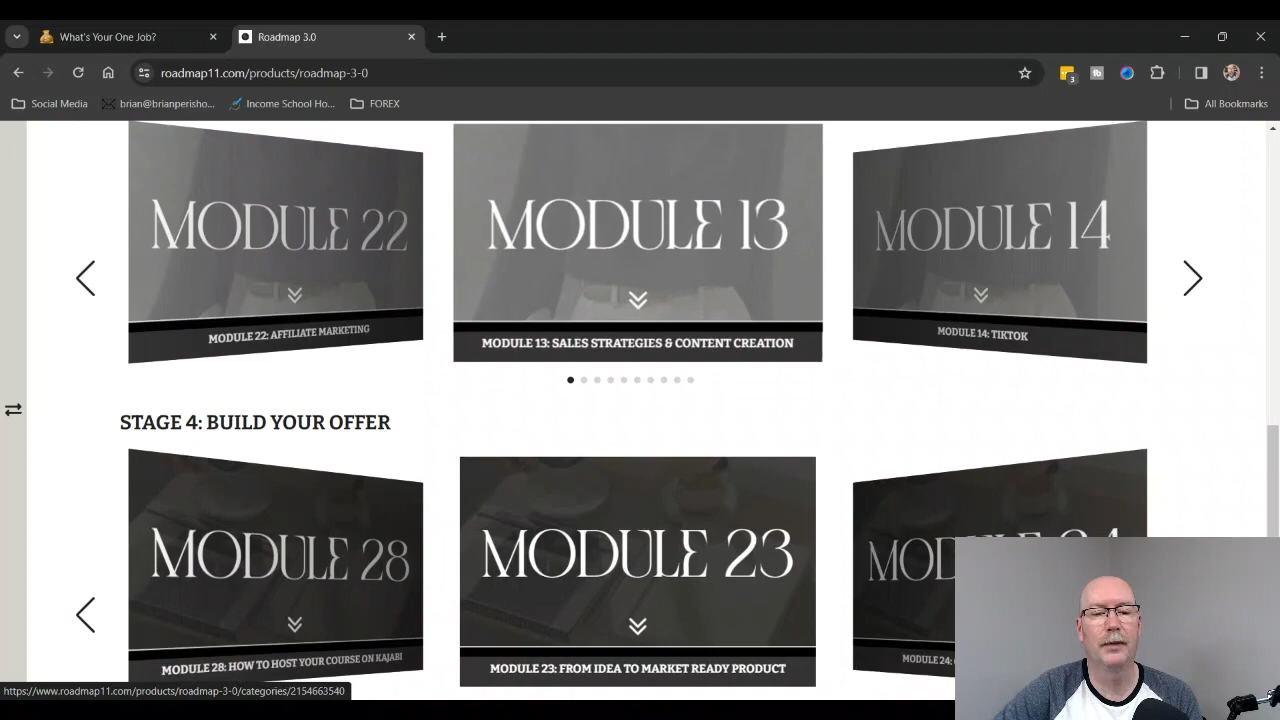 What's Your One Job?
Roadmap 3.0
roadmap11.com/products/roadmap-3-0
3
Social Media
brian@brianperisho...
Income School Ho...
FOREX
All Bookmarks
MODULE 22
MODULE 13
MODULE 14
MODULE 22: AFFILIATE MARKETING
MODULE 13: SALES STRATEGIES & CONTENT CREATION
MODULE 14: TIKTOK
STAGE 4: BUILD YOUR OFFER
MODULE 28
MODULE 23
MODULE 28: HOW TO HOST YOUR COURSE ON KAJABI
MODULE 23: FROM IDEA TO MARKET READY PRODUCT
MODULE 24:
https://www.roadmap11.com/products/roadmap-3-0/categories/2154663540